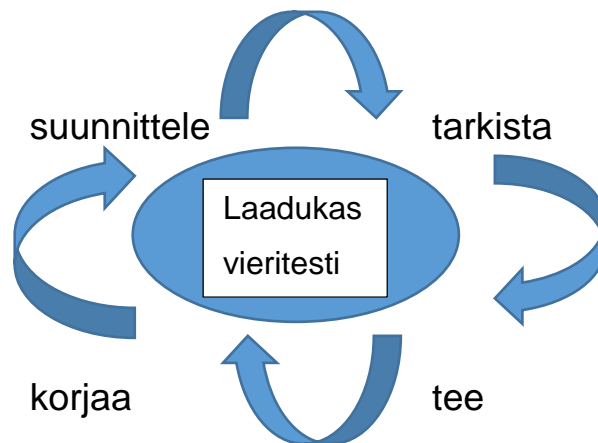 suunnittele
tarkista
Laadukas
vieritesti
korjaa
tee